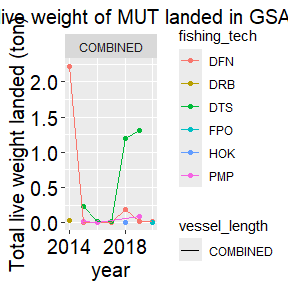 live weight of MUT landed in GSA
COMBINED
Total live weight landed (tons
2.0
1.5
1.0
0.5
0.0
2014
2018
year
fishing_tech
DFN
DRB
DTS
FPO
HOK
PMP
vessel_length
COMBINED